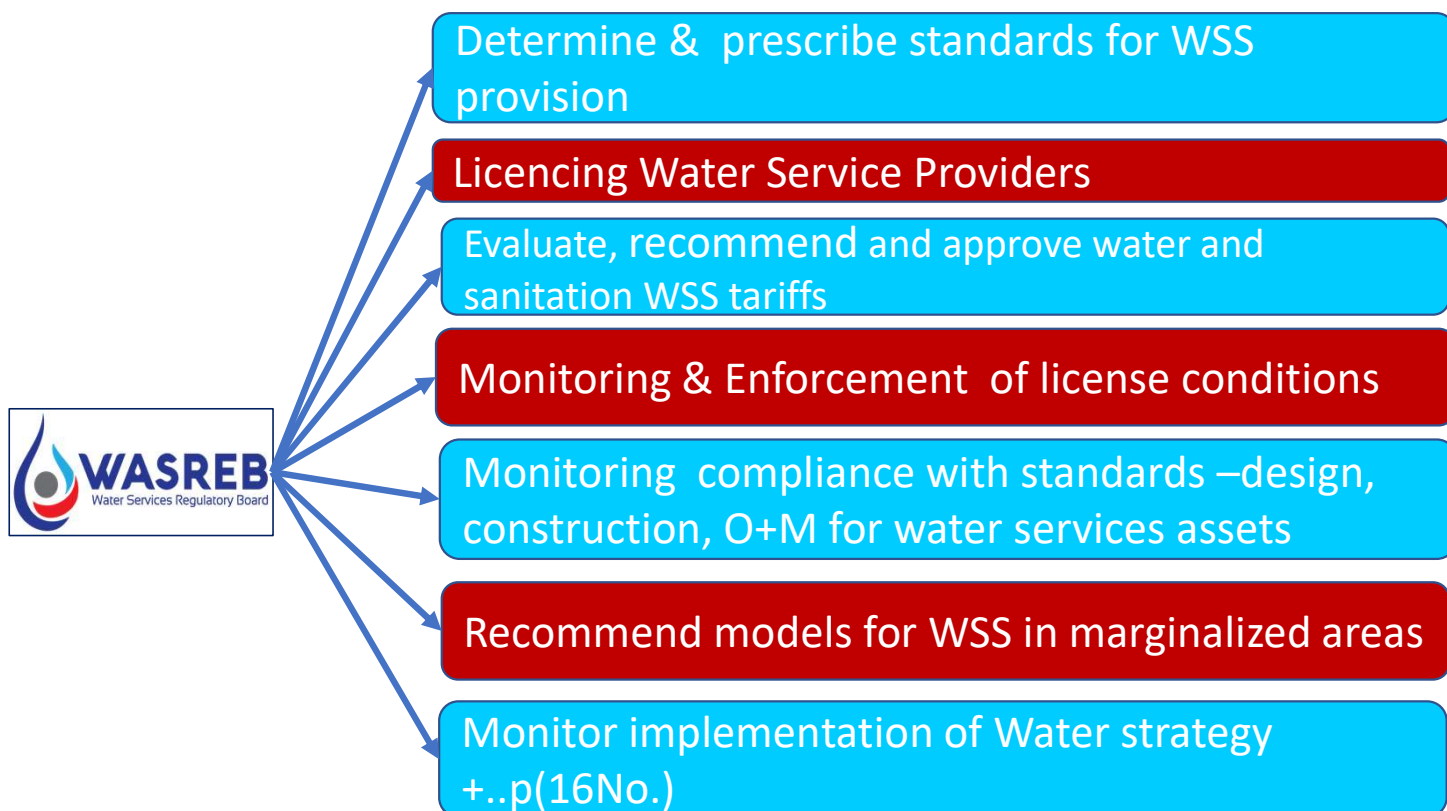 Determine & prescribe standards for WSS
provision
Licencing Water Service Providers
Evaluate, recommend and approve water and
sanitation WSS tariffs
Monitoring & Enforcement of license conditions
WASREB
Water Services Regulatory Board
Monitoring compliance with standards –design,
construction, O+M for water services assets
Recommend models for WSS in marginalized areas
Monitor implementation of Water strategy
+..p(16No.)